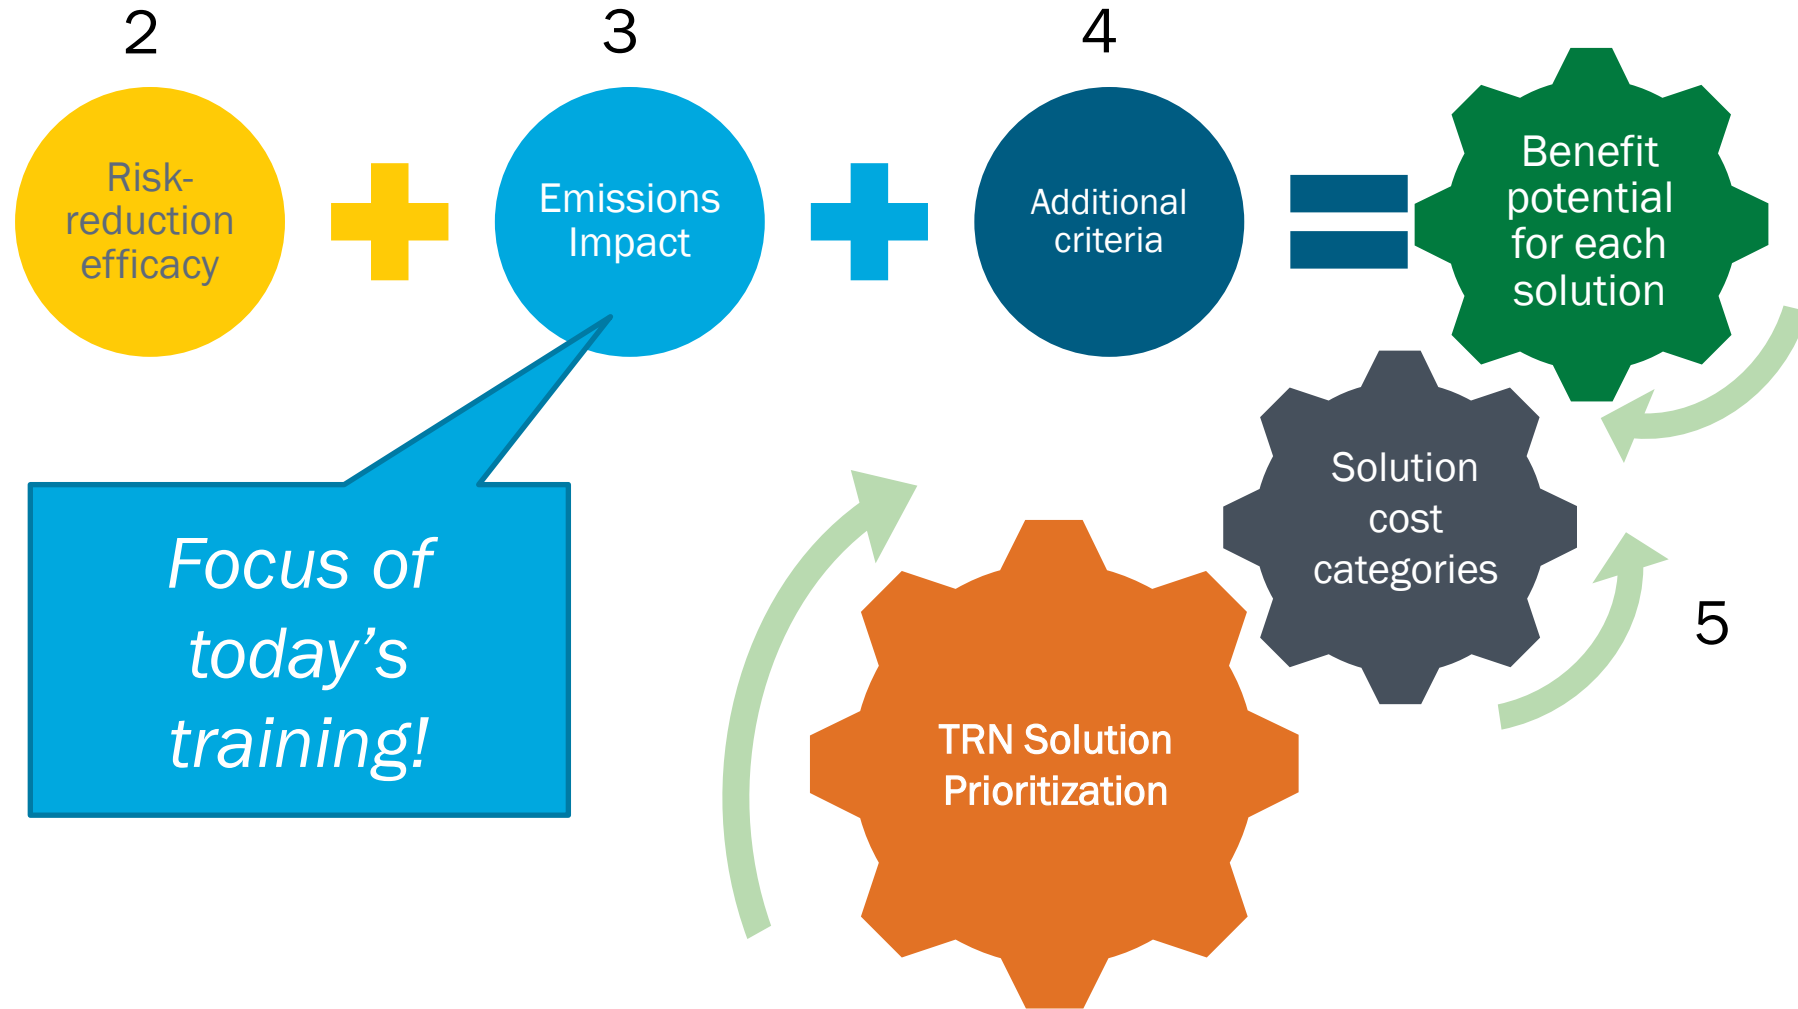 2
3
4
Risk-
reduction
efficacy
Emissions
Impact
Additional
criteria
Benefit
potential
for each
solution
Focus of
today’s
training!
Solution
cost
categories
5
TRN Solution
Prioritization